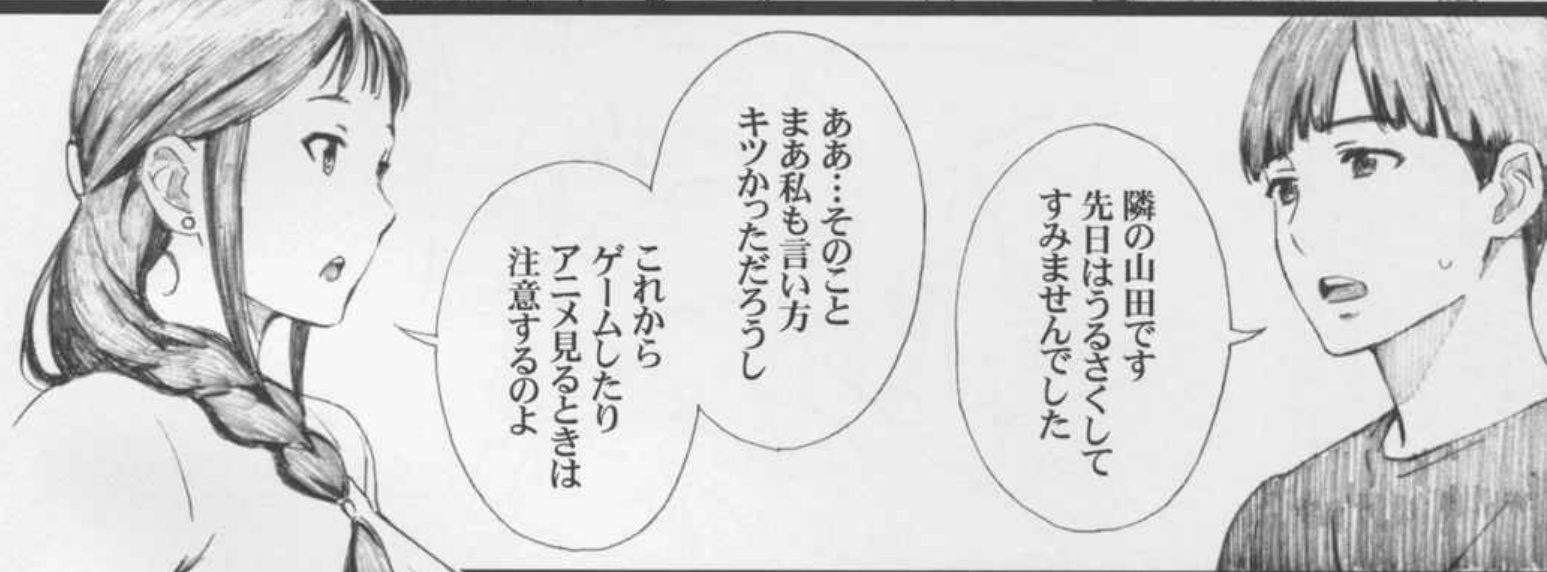 隣の山田です
先日はうるさくして
すみませんでした
ああ…そのこと
まあ私も言い方
キツかっただろうし
これから
ゲームしたり
アニメ見るときは
注意するのよ